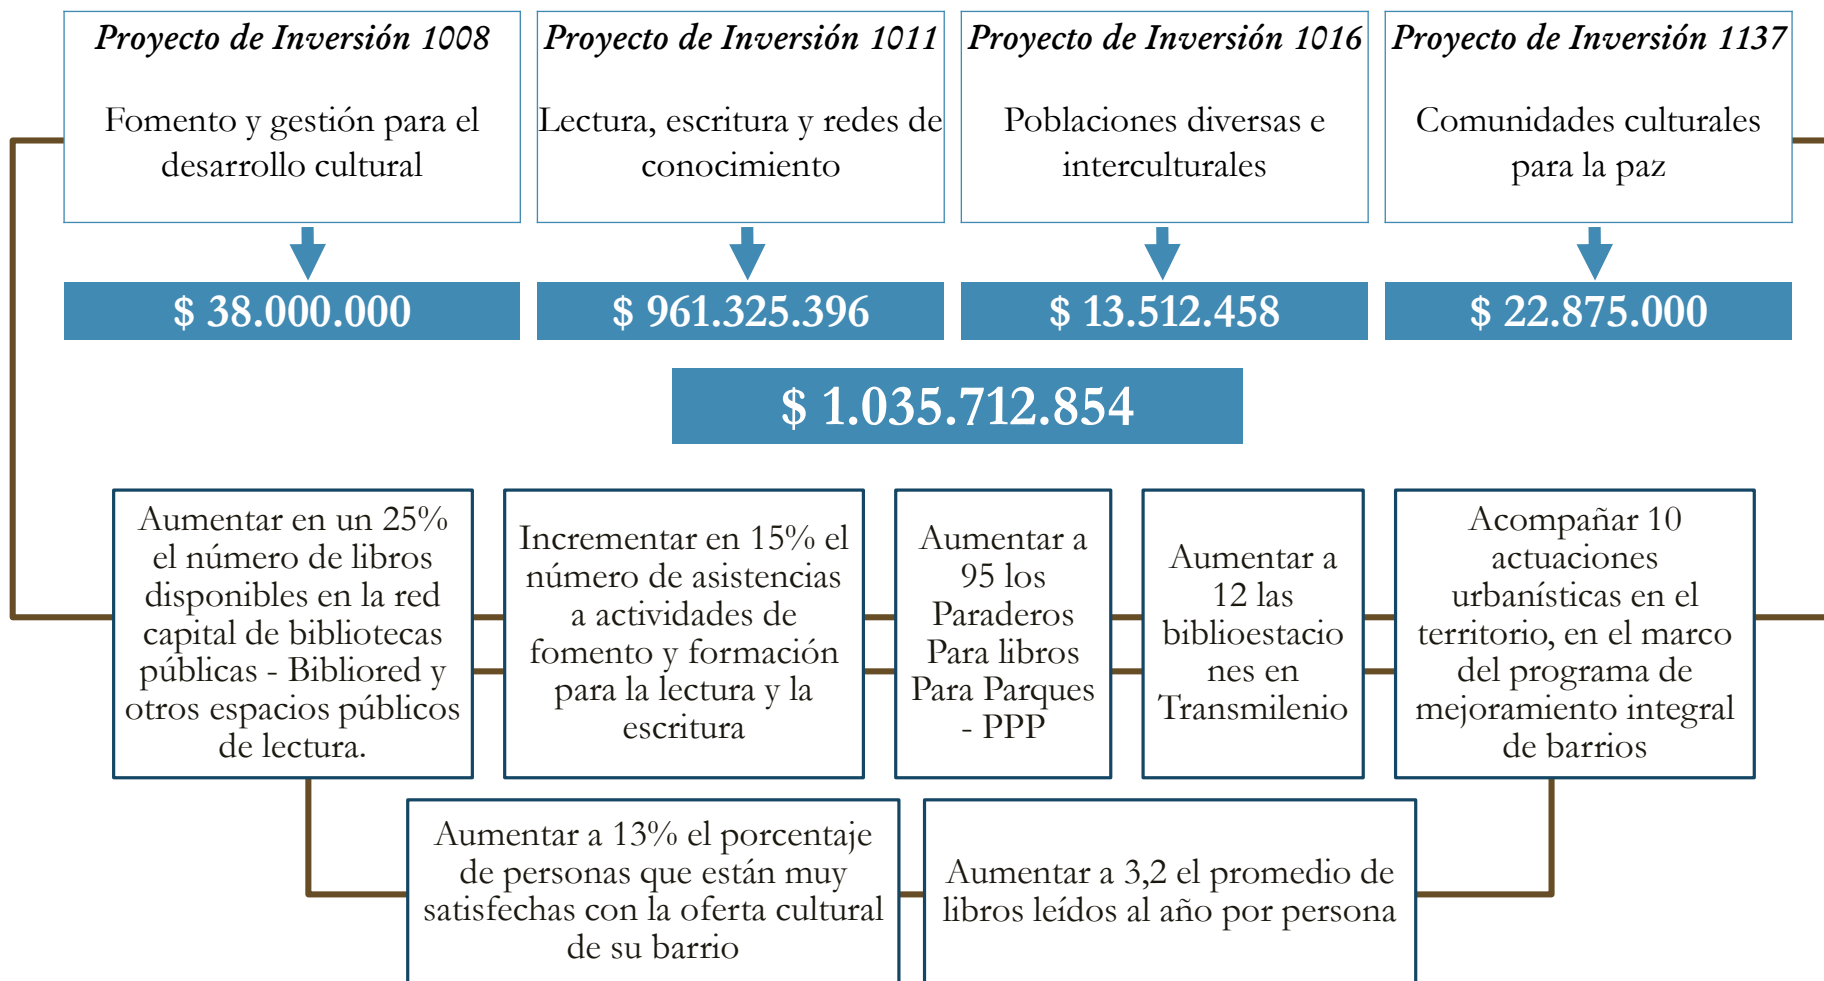 Proyecto de Inversión 1008
Fomento y gestión para el
desarrollo cultural
Proyecto de Inversión 1011
Lectura, escritura y redes de
conocimiento
Proyecto de Inversión 1016
Poblaciones diversas e
interculturales
Proyecto de Inversión 1137
Comunidades culturales
para la paz
$ 38.000.000
$ 961.325.396
$ 13.512.458
$ 22.875.000
$ 1.035.712.854
Aumentar en un 25%
el número de libros
disponibles en la red
capital de bibliotecas
públicas - Bibliored y
otros espacios públicos
de lectura.
Incrementar en 15% el
número de asistencias
a actividades de
fomento y formación
para la lectura y la
escritura
Aumentar a
95 los
Paraderos
Para libros
Para Parques
- PPP
Aumentar a
12 las
biblioestacio
nes en
Transmilenio
Acompañar 10
actuaciones
urbanísticas en el
territorio, en el marco
del programa de
mejoramiento integral
de barrios
Aumentar a 13% el porcentaje
de personas que están muy
satisfechas con la oferta cultural
de su barrio
Aumentar a 3,2 el promedio de
libros leídos al año por persona